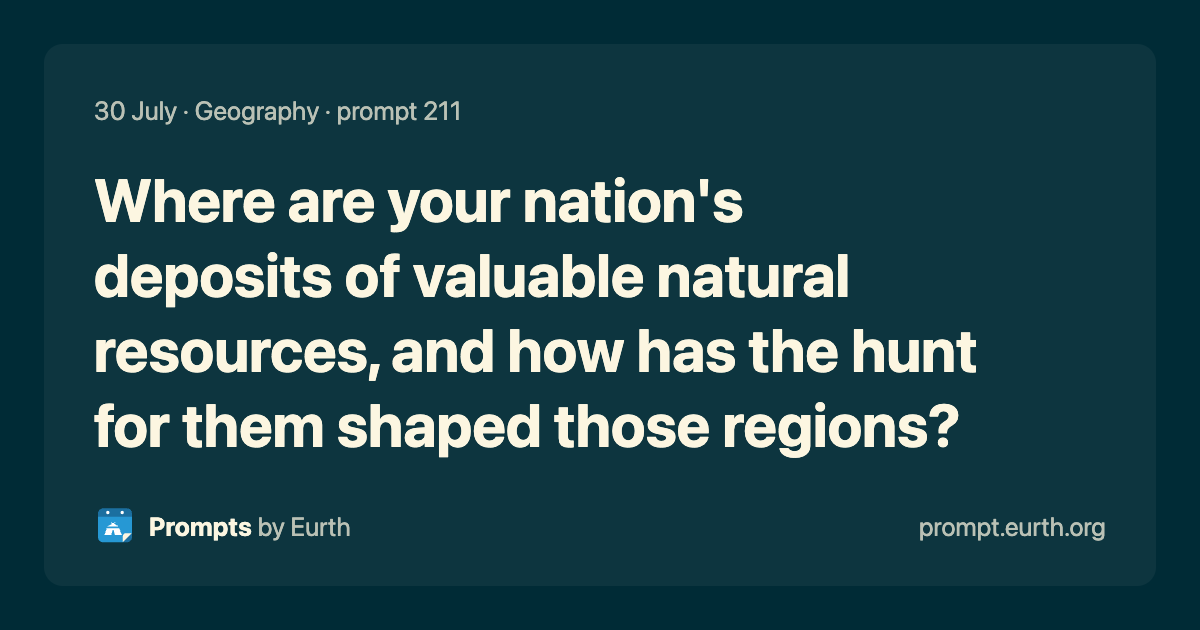 30 July · Geography · prompt 211
Where are your nation's
deposits of valuable natural
resources, and how has the hunt
for them shaped those regions?
Prompts by Eurth
prompt.eurth.org